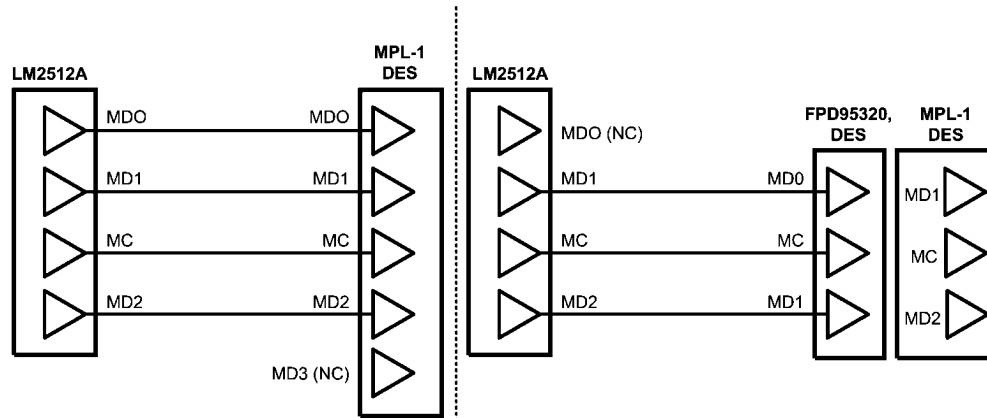 LM2512A
MPL-1
DES
MDO MDO
MD1 MD1
MC MC
MD2 MD2
MD3 (NC)
LM2512A
FPD95320,
DES
MPL-1
DES
MDO (NC)
MD1 MD0
MC MC
MD2 MD1
MD1
MC
MD2